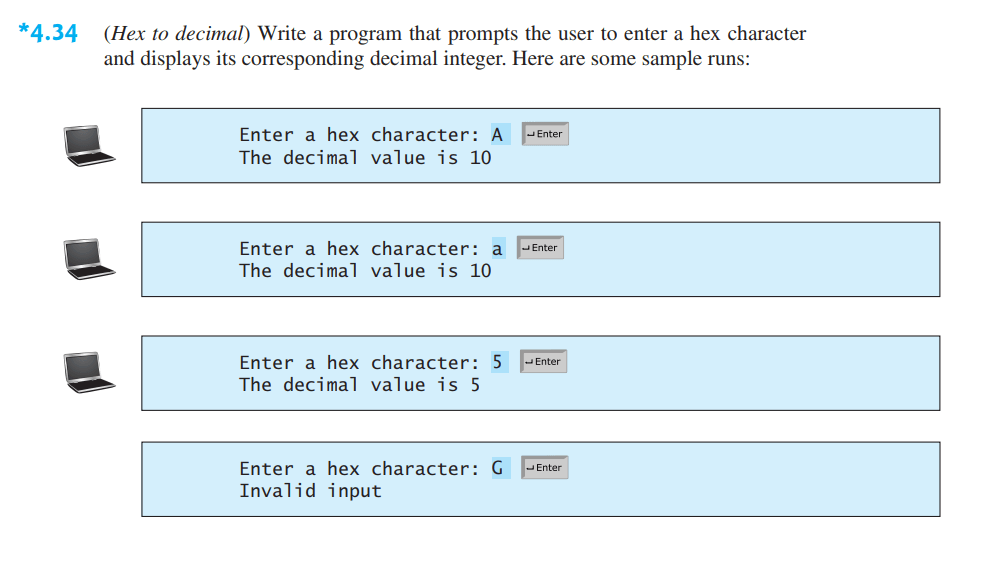 *4.34 (Hex to decimal) Write a program that prompts the user to enter a hex character
and displays its corresponding decimal integer. Here are some sample runs:
Enter a hex character: A ↵Enter
The decimal value is 10
Enter a hex character: a ↵Enter
The decimal value is 10
Enter a hex character: 5 ↵Enter
The decimal value is 5
Enter a hex character: G ↵Enter
Invalid input